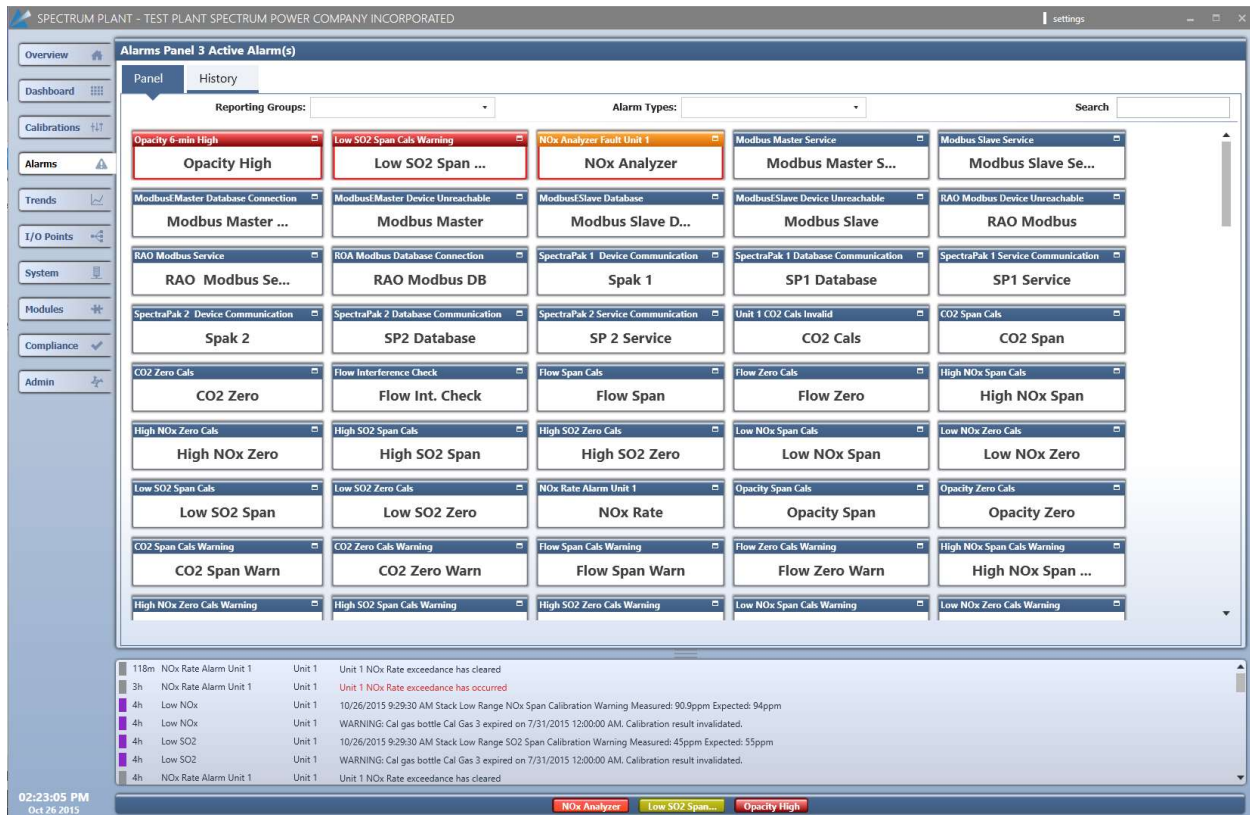 SPECTRUM PLANT - TEST PLANT SPECTRUM POWER COMPANY INCORPORATED
settings
Overview
Dashboard
Calibrations
Alarms
Trends
I/O Points
System
Modules
Compliance
Admin
Alarms Panel 3 Active Alarm(s)
Panel History
Reporting Groups: Alarm Types: Search
Opacity 6-min High Low SO2 Span Cals Warning NOx Analyzer Fault Unit 1 Modbus Master Service Modbus Slave Service
Opacity High Low SO2 Span ... NOx Analyzer Modbus Master S... Modbus Slave Se...
ModbusEMaster Database Connection ModbusEMaster Device Unreachable ModbusESlave Database ModbusESlave Device Unreachable RAO Modbus Device Unreachable
Modbus Master ... Modbus Master Modbus Slave D... Modbus Slave RAO Modbus
RAO Modbus Service ROA Modbus Database Connection SpectraPak 1 Device Communication SpectraPak 1 Database Communication SpectraPak 1 Service Communication
RAO Modbus Se... RAO Modbus DB Spak 1 SP1 Database SP1 Service
SpectraPak 2 Device Communication SpectraPak 2 Database Communication SpectraPak 2 Service Communication Unit 1 CO2 Cals Invalid CO2 Span Cals
Spak 2 SP2 Database SP 2 Service CO2 Cals CO2 Span
CO2 Zero Cals Flow Interference Check Flow Span Cals Flow Zero Cals High NOx Span Cals
CO2 Zero Flow Int. Check Flow Span Flow Zero High NOx Span
High NOx Zero Cals High SO2 Span Cals High SO2 Zero Cals Low NOx Span Cals Low NOx Zero Cals
High NOx Zero High SO2 Span High SO2 Zero Low NOx Span Low NOx Zero
Low SO2 Span Cals Low SO2 Zero Cals NOx Rate Alarm Unit 1 Opacity Span Cals Opacity Zero Cals
Low SO2 Span Low SO2 Zero NOx Rate Opacity Span Opacity Zero
CO2 Span Cals Warning CO2 Zero Cals Warning Flow Span Cals Warning Flow Zero Cals Warning High NOx Span Cals Warning
CO2 Span Warn CO2 Zero Warn Flow Span Warn Flow Zero Warn High NOx Span ...
High NOx Zero Cals Warning High SO2 Span Cals Warning High SO2 Zero Cals Warning Low NOx Span Cals Warning Low NOx Zero Cals Warning
118m NOx Rate Alarm Unit 1 Unit 1 Unit 1 NOx Rate exceedance has cleared
3h NOx Rate Alarm Unit 1 Unit 1 Unit 1 NOx Rate exceedance has occurred
4h Low NOx Unit 1 10/26/2015 9:29:30 AM Stack Low Range NOx Span Calibration Warning Measured: 90.9ppm Expected: 94ppm
4h Low NOx Unit 1 WARNING: Cal gas bottle Cal Gas 3 expired on 7/31/2015 12:00:00 AM. Calibration result invalidated.
4h Low SO2 Unit 1 10/26/2015 9:29:30 AM Stack Low Range SO2 Span Calibration Warning Measured: 45ppm Expected: 55ppm
4h Low SO2 Unit 1 WARNING: Cal gas bottle Cal Gas 3 expired on 7/31/2015 12:00:00 AM. Calibration result invalidated.
4h NOx Rate Alarm Unit 1 Unit 1 Unit 1 NOx Rate exceedance has cleared
02:23:05 PM
Oct 26 2015
NOx Analyzer Low SO2 Span... Opacity High